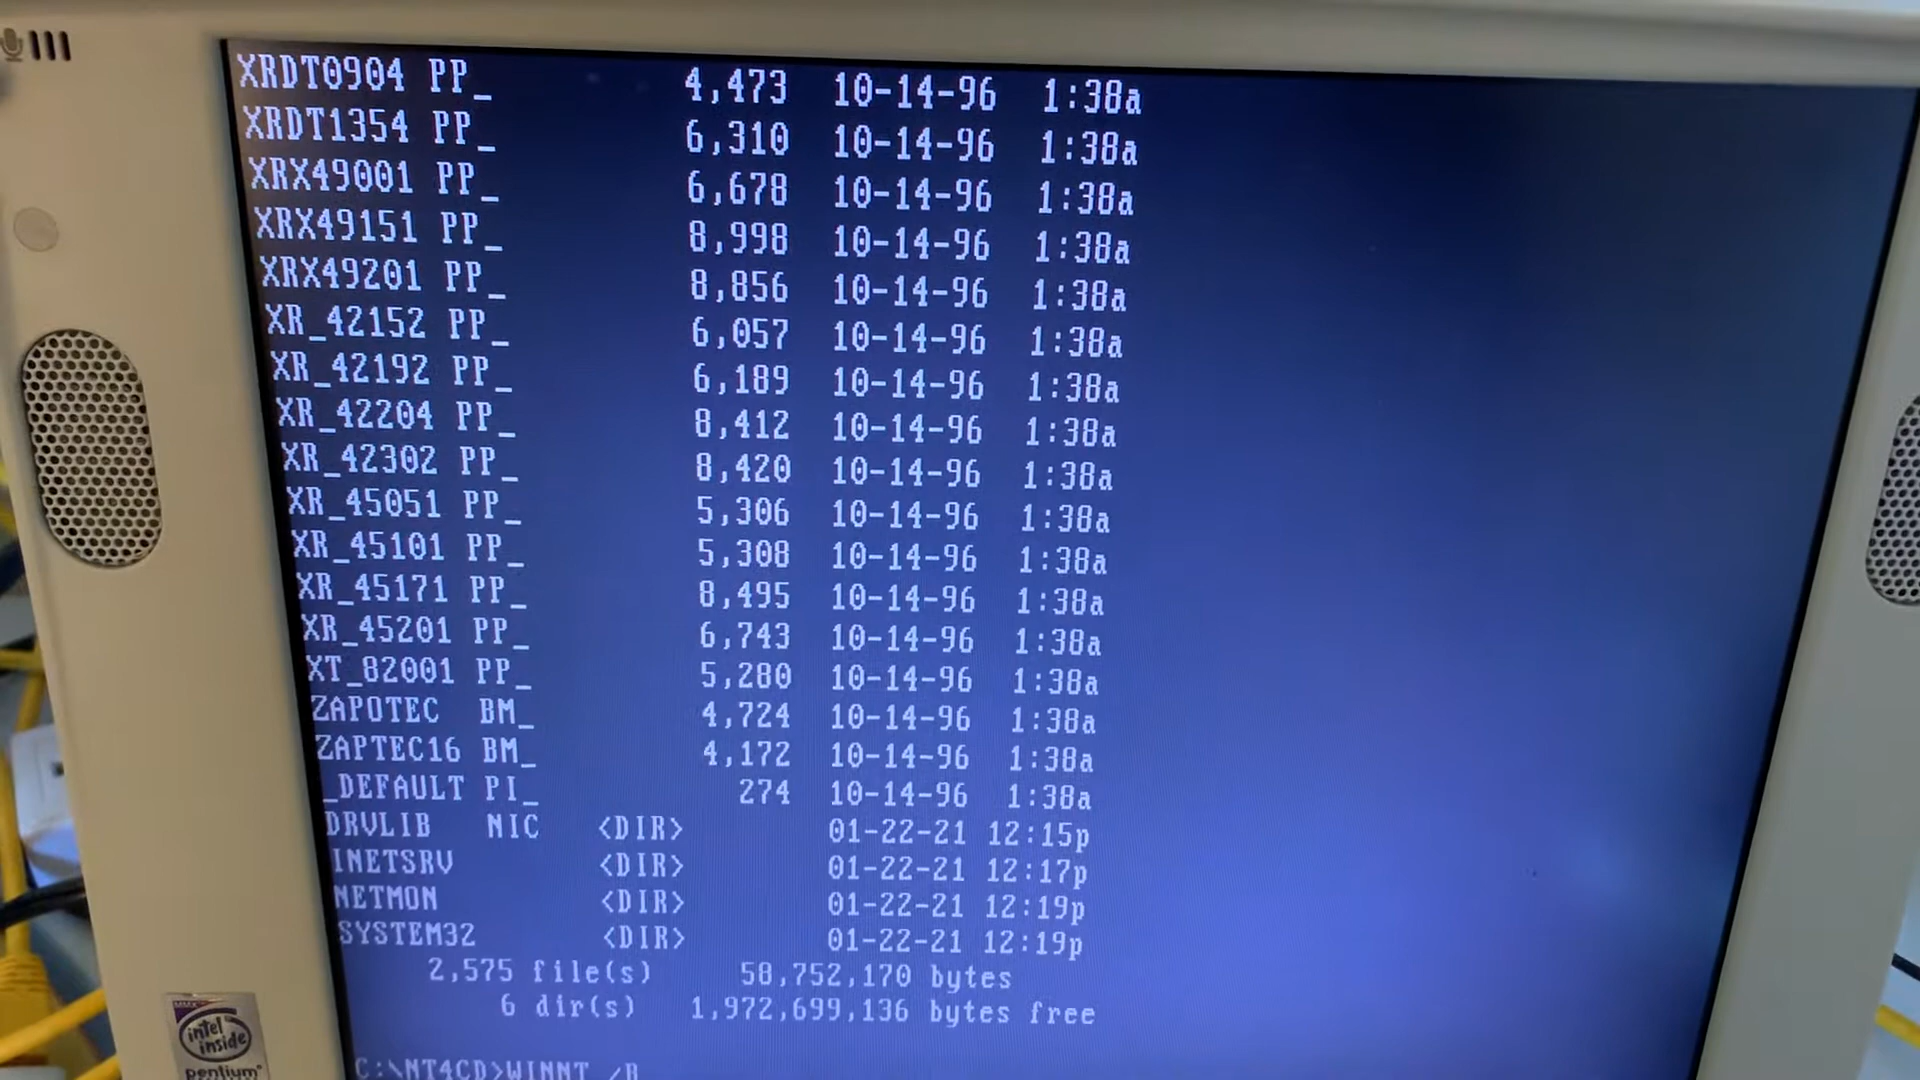 XRDT0904 PP_ 4,473 10-14-96 1:38a
XRDT1354 PP_ 6,310 10-14-96 1:38a
XRX49001 PP_ 6,678 10-14-96 1:38a
XRX49151 PP_ 8,998 10-14-96 1:38a
XRX49201 PP_ 8,856 10-14-96 1:38a
XR_42152 PP_ 6,057 10-14-96 1:38a
XR_42192 PP_ 6,189 10-14-96 1:38a
XR_42204 PP_ 8,412 10-14-96 1:38a
XR_42302 PP_ 8,420 10-14-96 1:38a
XR_45051 PP_ 5,306 10-14-96 1:38a
XR_45101 PP_ 5,308 10-14-96 1:38a
XR_45171 PP_ 8,495 10-14-96 1:38a
XR_45201 PP_ 6,743 10-14-96 1:38a
XT_82001 PP_ 5,280 10-14-96 1:38a
ZAPOTEC BM_ 4,724 10-14-96 1:38a
ZAPTEC16 BM_ 4,172 10-14-96 1:38a
_DEFAULT PI_ 274 10-14-96 1:38a
DRVLIB NIC <DIR> 01-22-21 12:15p
INETSRV <DIR> 01-22-21 12:17p
NETMON <DIR> 01-22-21 12:19p
SYSTEM32 <DIR> 01-22-21 12:19p
2,575 file(s) 58,752,170 bytes
6 dir(s) 1,972,699,136 bytes free
C:\NT4CD>WINNT /B
MMX
intel
inside
pentium